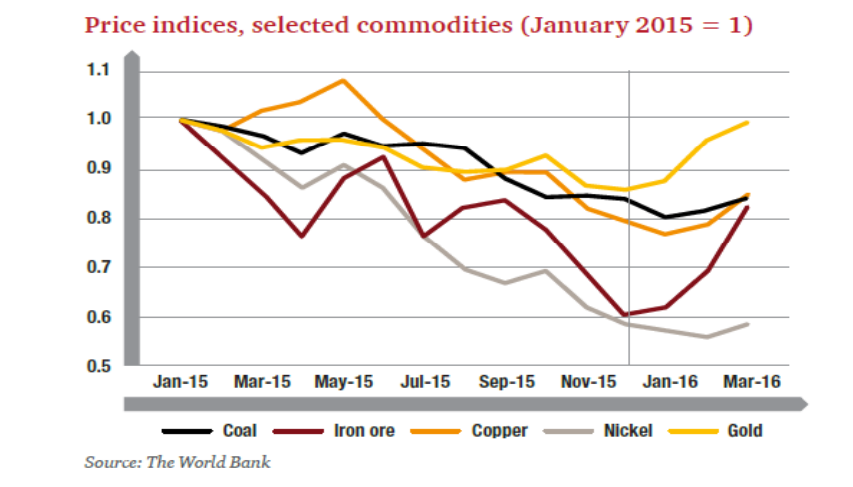 Price indices, selected commodities (January 2015 = 1)
1.1
1.0
0.9
0.8
0.7
0.6
0.5
Jan-15 Mar-15 May-15 Jul-15 Sep-15 Nov-15 Jan-16 Mar-16
Coal Iron ore Copper Nickel Gold
Source: The World Bank